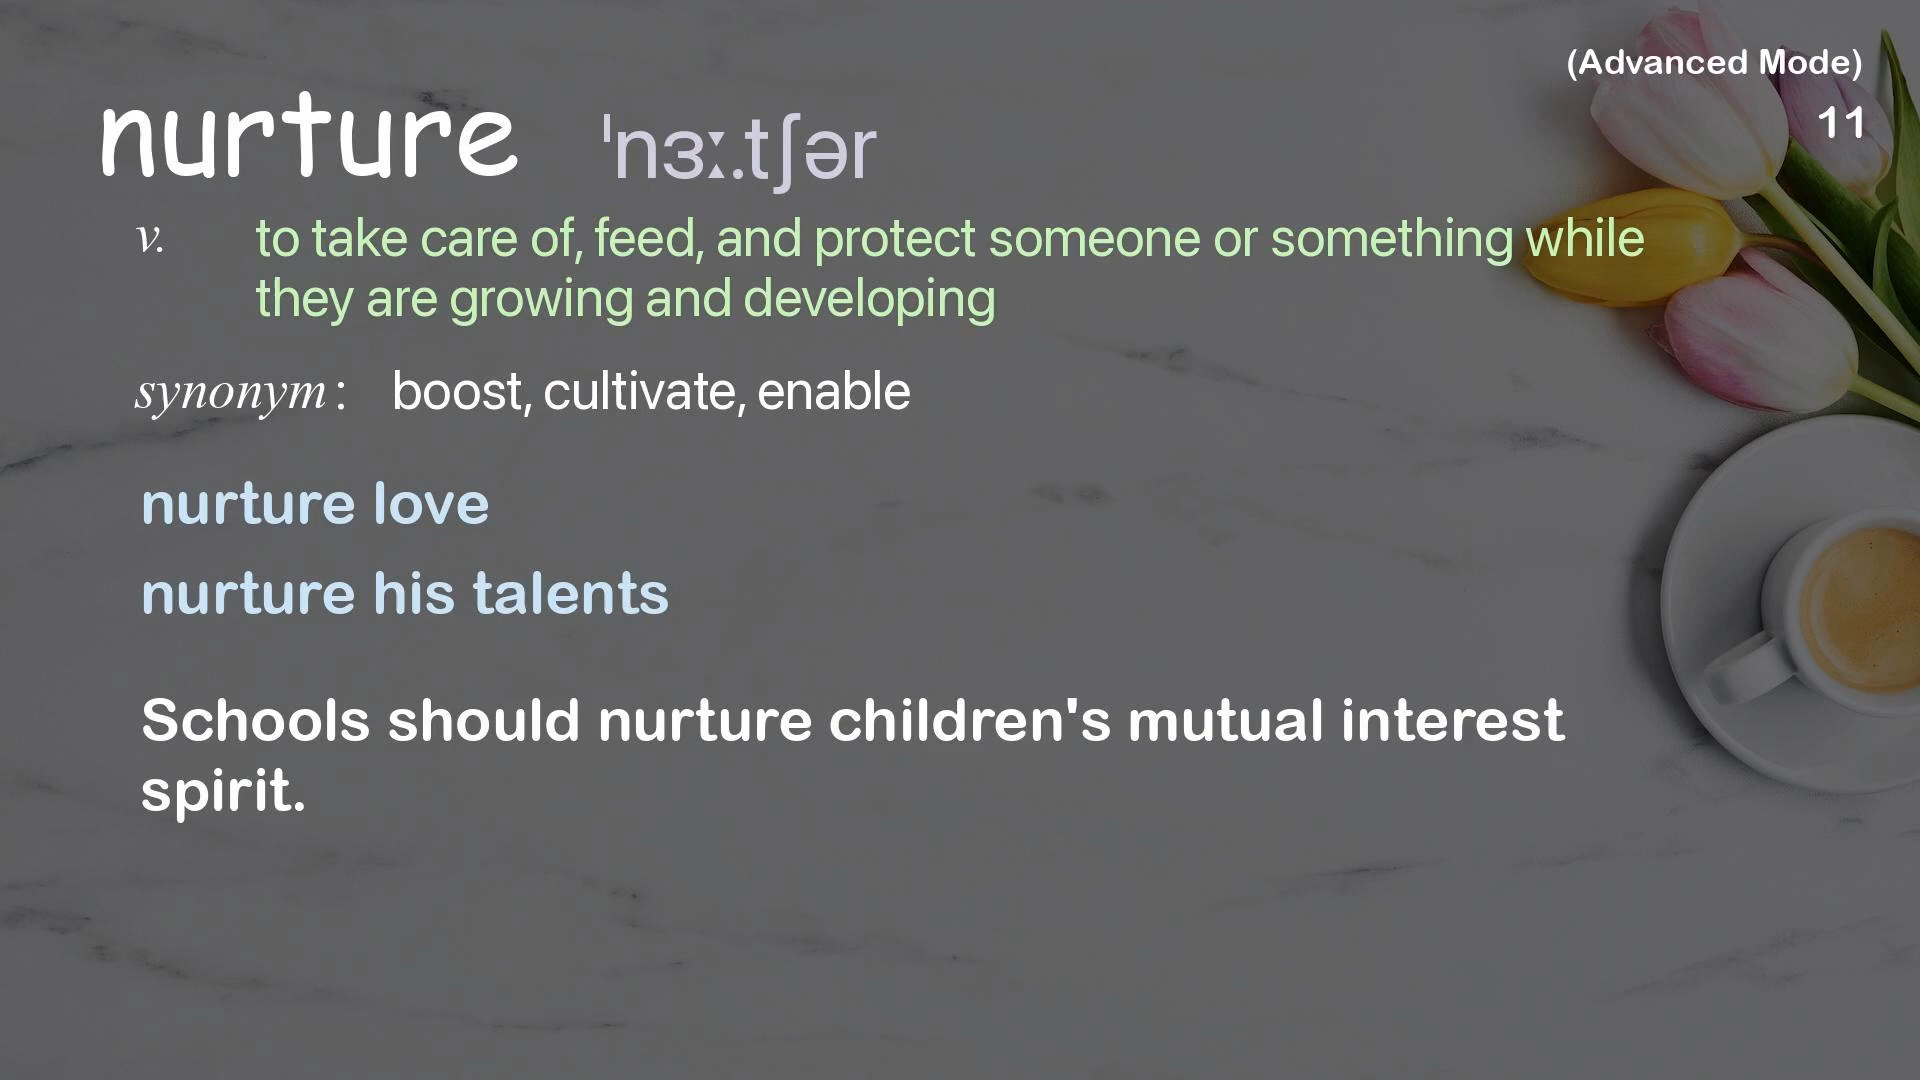 (Advanced Mode)
11
nurture ˈnɜː.tʃər
v. to take care of, feed, and protect someone or something while
they are growing and developing
synonym: boost, cultivate, enable
nurture love
nurture his talents
Schools should nurture children's mutual interest
spirit.